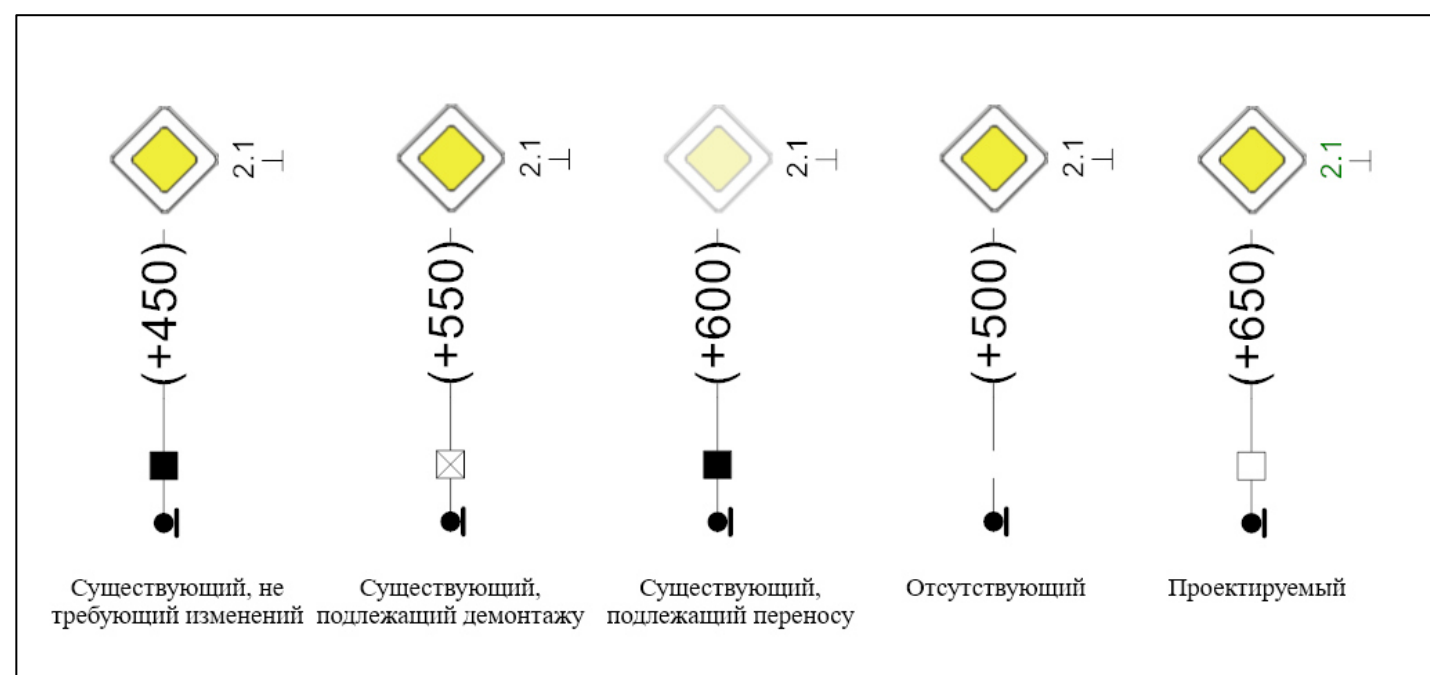 2.1
2.1
2.1
2.1
2.1
(+450)
(+550)
(+600)
(+500)
(+650)
Существующий, не
требующий изменений
Существующий,
подлежащий демонтажу
Существующий,
подлежащий переносу
Отсутствующий
Проектируемый